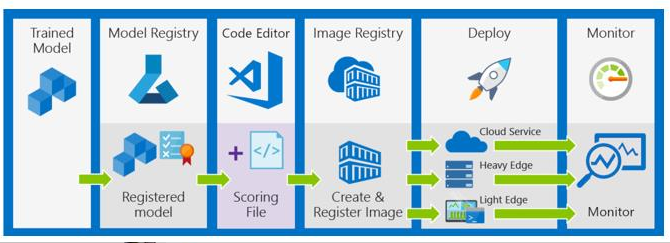 Trained
Model
Model Registry
Code Editor
Image Registry
Deploy
Monitor
Registered
model
+
</>
Scoring
File
Create &
Register Image
Cloud Service
Heavy Edge
Light Edge
Monitor